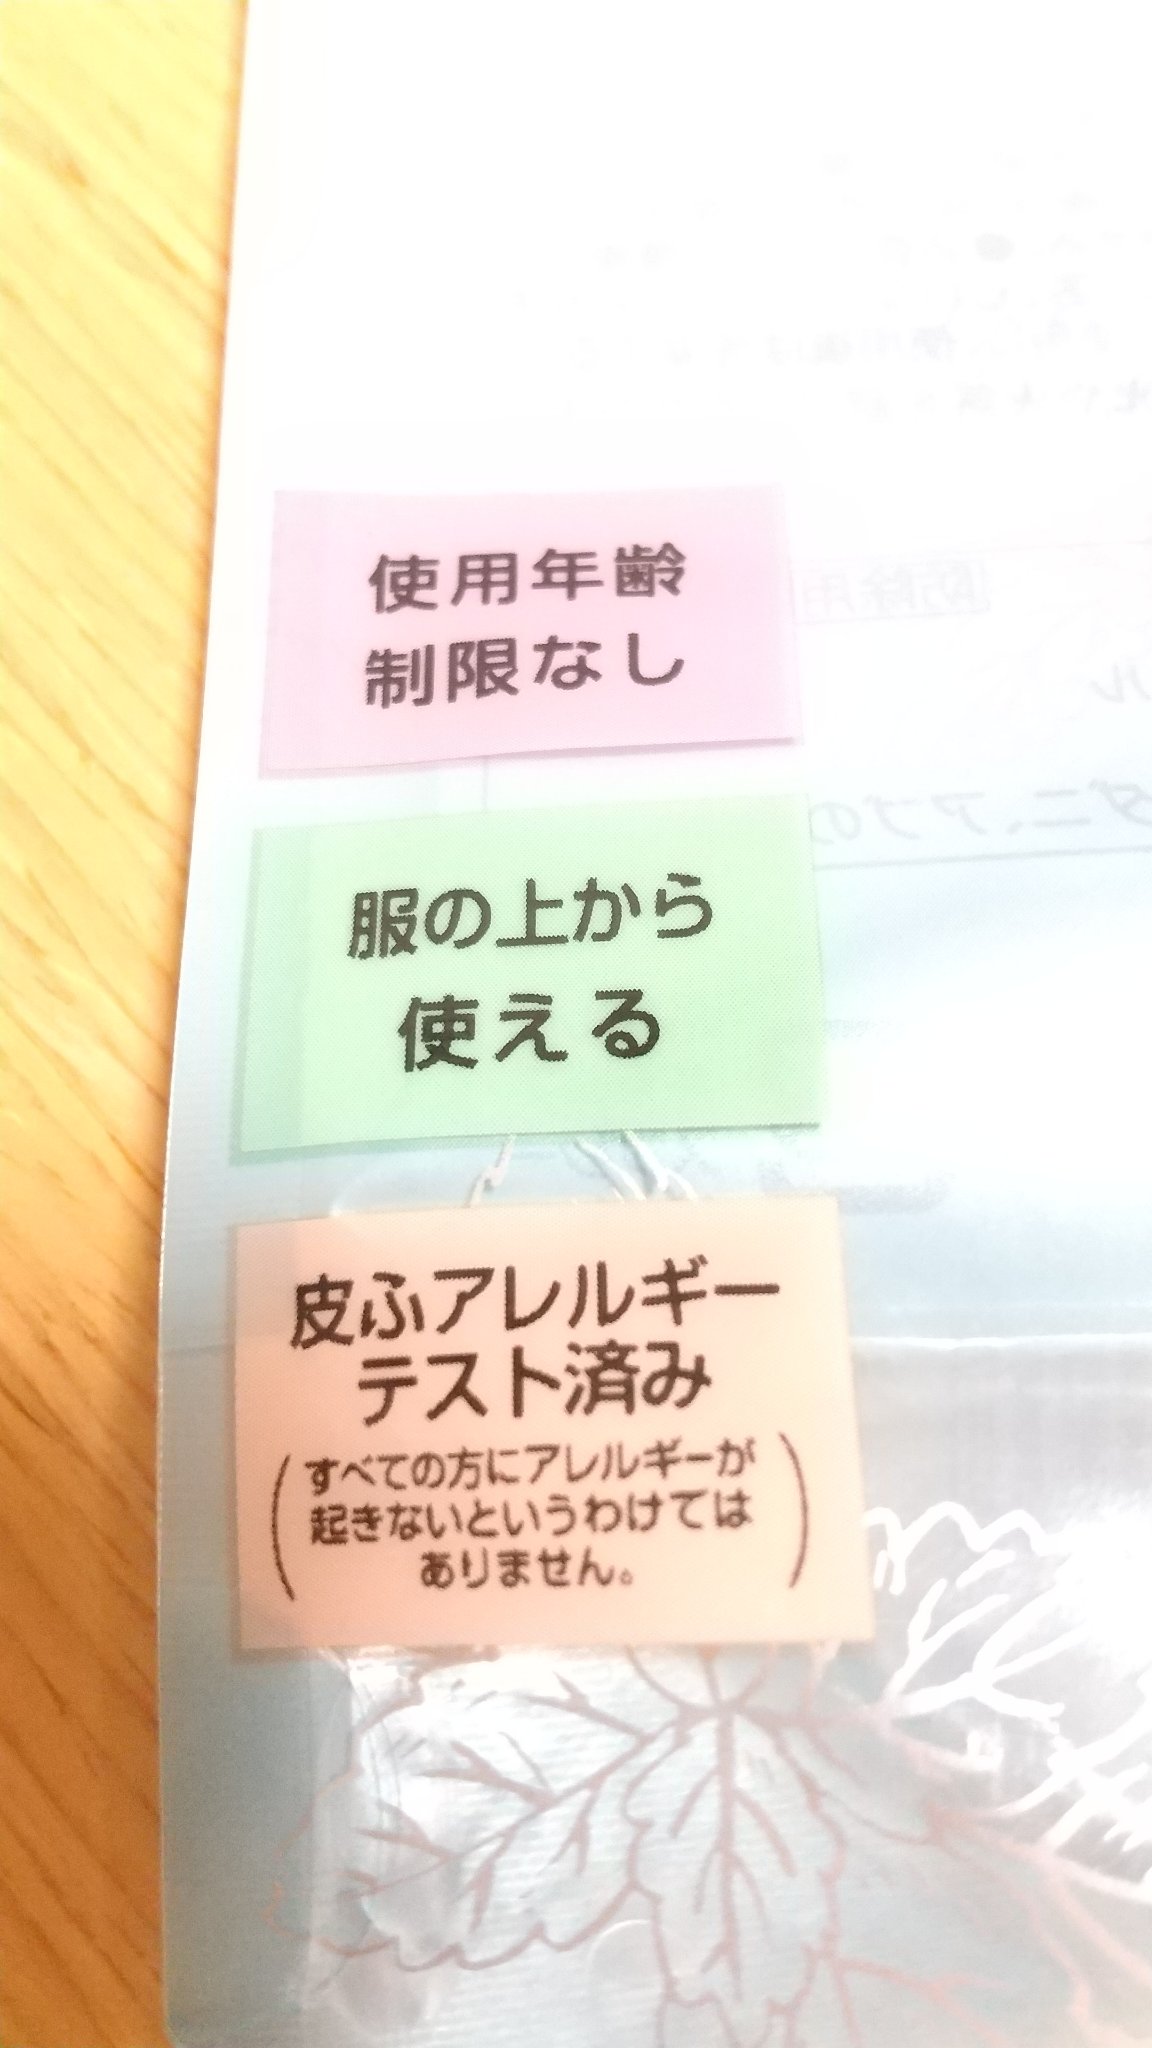 使用年齢
制限なし
服の上から
使える
皮ふアレルギー
テスト済み
(すべての方にアレルギーが
起きないというわけでは
ありません。)